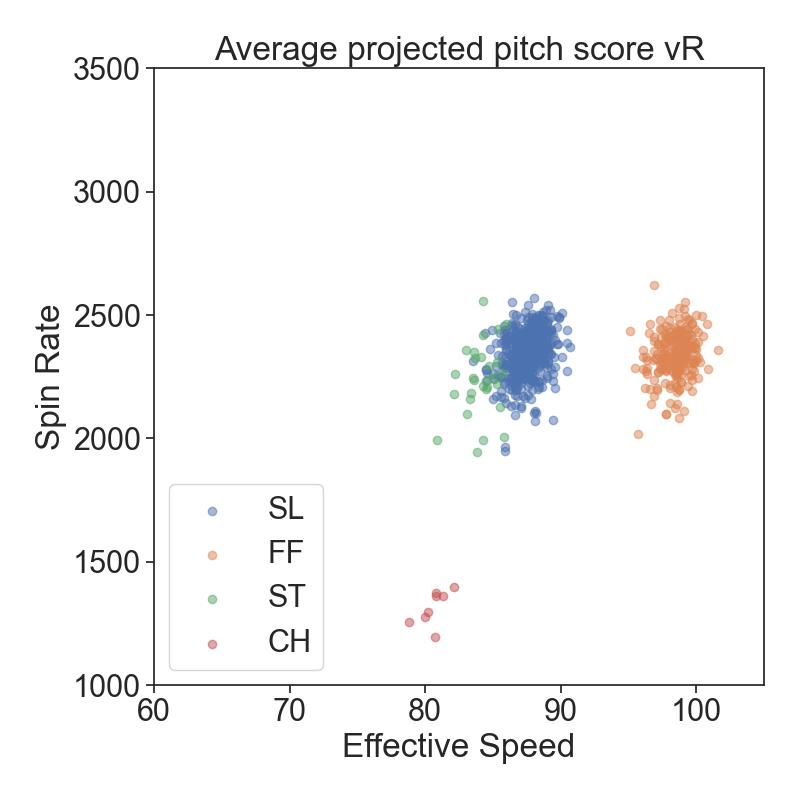 Average projected pitch score vR
3500
3000
2500
2000
1500
1000
Spin Rate
SL
FF
ST
CH
60 70 80 90 100
Effective Speed